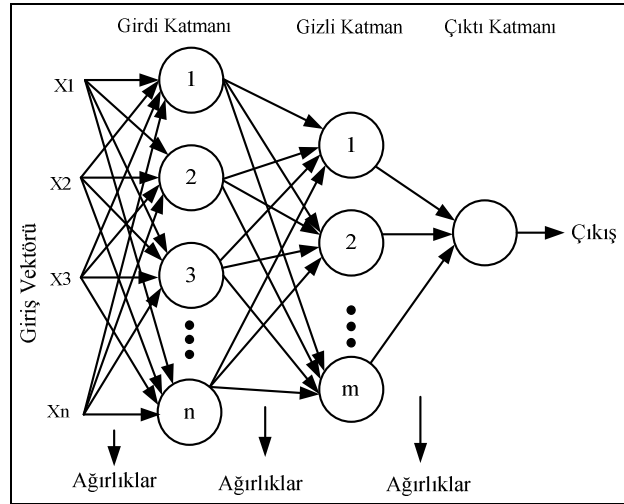 Girdi Katmanı
Gizli Katman
Çıktı Katmanı
Giriş Vektörü
X1
X2
X3
Xn
1
2
3
n
1
2
m
Çıkış
Ağırlıklar
Ağırlıklar
Ağırlıklar